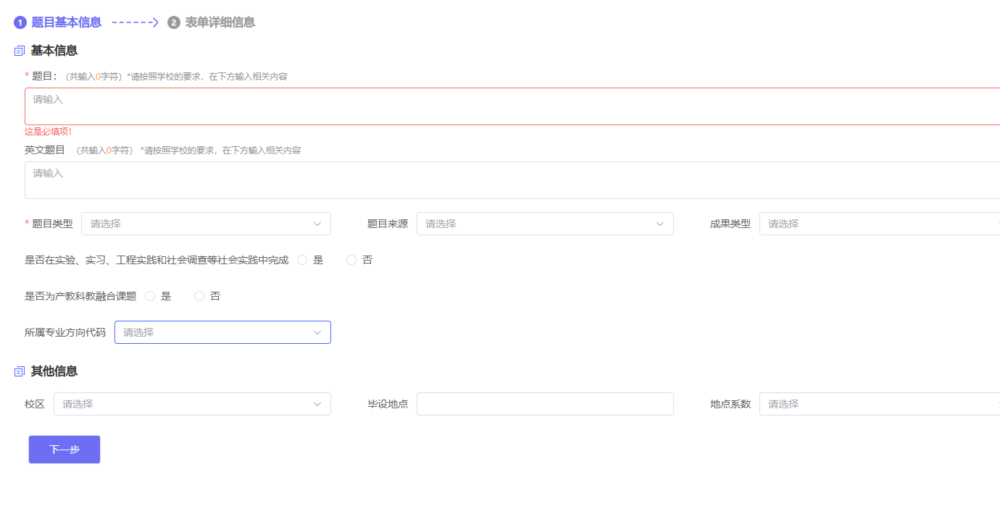 1 题目基本信息 2 表单详细信息
基本信息
* 题目：（共输入0字符）*请按照学校的要求，在下方输入相关内容
请输入
这是必填项!
英文题目 （共输入0字符） *请按照学校的要求，在下方输入相关内容
请输入
* 题目类型 请选择 题目来源 请选择 成果类型 请选择
是否在实验、实习、工程实践和社会调查等社会实践中完成 是 否
是否为产教科教融合课题 是 否
所属专业方向代码 请选择
其他信息
校区 请选择 毕设地点 地点系数 请选择
下一步